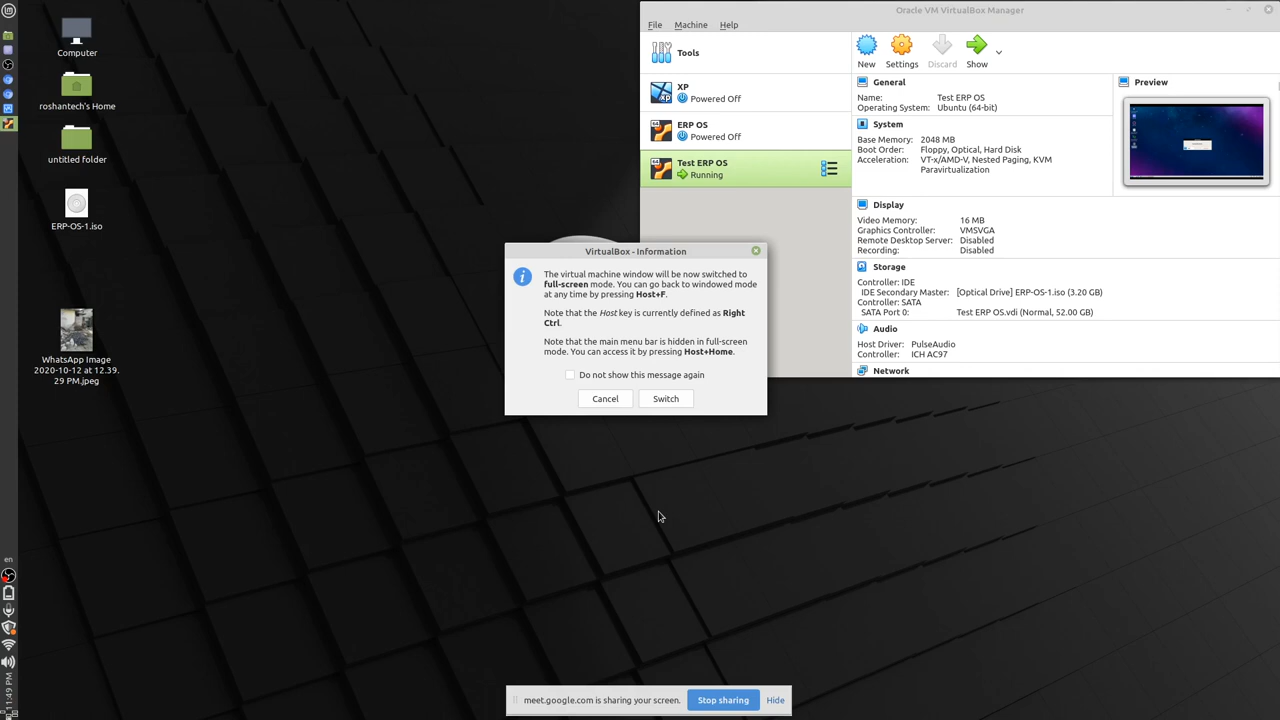 Computer
roshantech's Home
untitled folder
ERP-OS-1.iso
WhatsApp Image
2020-10-12 at 12.39.
29 PM.jpeg
en
11:49 PM
Oracle VM VirtualBox Manager
File Machine Help
Tools
XP
Powered Off
ERP OS
Powered Off
Test ERP OS
Running
New Settings Discard Show
General
Name: Test ERP OS
Operating System: Ubuntu (64-bit)
System
Base Memory: 2048 MB
Boot Order: Floppy, Optical, Hard Disk
Acceleration: VT-x/AMD-V, Nested Paging, KVM
Paravirtualization
Preview
Display
Video Memory: 16 MB
Graphics Controller: VMSVGA
Remote Desktop Server: Disabled
Recording: Disabled
Storage
Controller: IDE
IDE Secondary Master: [Optical Drive] ERP-OS-1.iso (3.20 GB)
Controller: SATA
SATA Port 0: Test ERP OS.vdi (Normal, 52.00 GB)
Audio
Host Driver: PulseAudio
Controller: ICH AC97
Network
VirtualBox - Information
The virtual machine window will be now switched to
full-screen mode. You can go back to windowed mode
at any time by pressing Host+F.
Note that the Host key is currently defined as Right
Ctrl.
Note that the main menu bar is hidden in full-screen
mode. You can access it by pressing Host+Home.
Do not show this message again
Cancel Switch
meet.google.com is sharing your screen. Stop sharing Hide